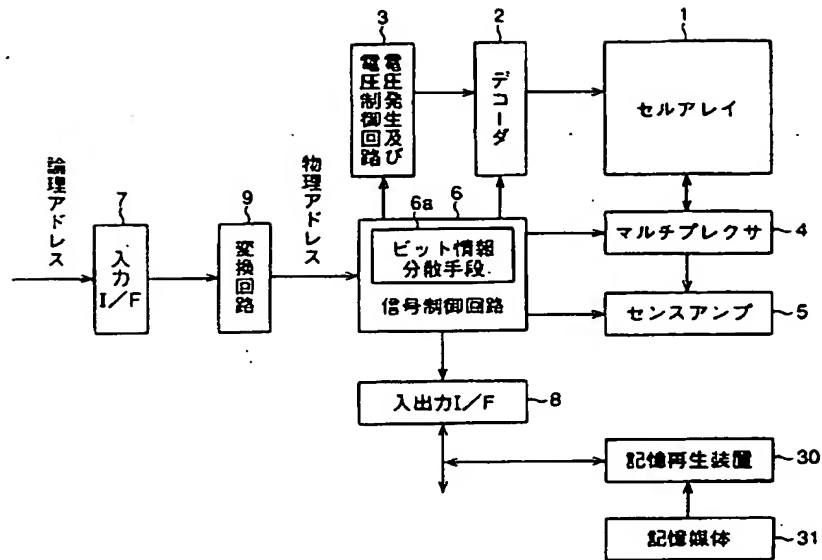 3
2
1
電圧発生及び
電圧制御回路
デコーダ
セルアレイ
論理アドレス
7
入力
I/F
9
変換回路
物理アドレス
6a
6
ビット情報
分散手段
信号制御回路
マルチプレクサ
4
センスアンプ
5
入出力I/F
8
記憶再生装置
30
記憶媒体
31